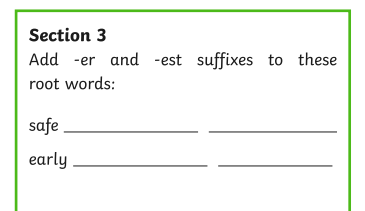 Section 3
Add -er and -est suffixes to these
root words:
safe
early